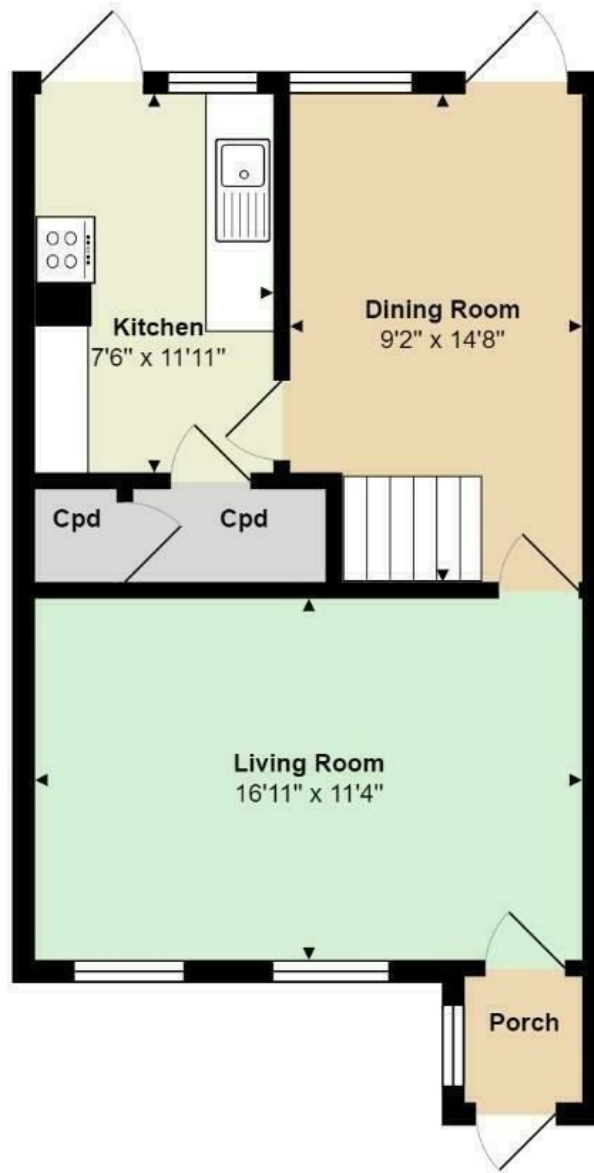 Kitchen
7'6" x 11'11"
Dining Room
9'2" x 14'8"
Cpd
Cpd
Living Room
16'11" x 11'4"
Porch